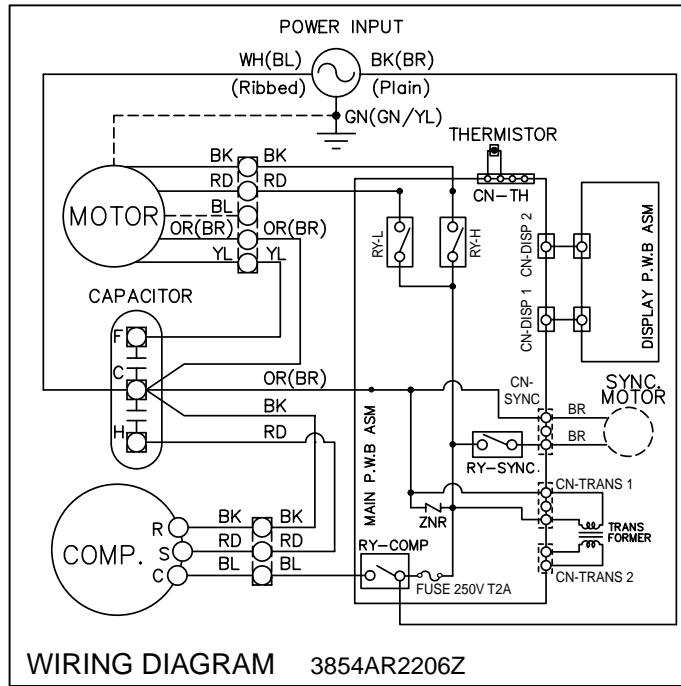 POWER INPUT
WH(BL) BK(BR)
(Ribbed) (Plain)
GN(GN/YL)
THERMISTOR
BK BK
RD RD
CN-TH
MOTOR
BL
OR(BR) OR(BR)
YL YL
RY-L
RY-H
CN-DISP 2
CN-DISP 1
DISPLAY P.W.B ASM
CAPACITOR
F
C
H
OR(BR)
BK
RD
CN-
SYNC
SYNC.
MOTOR
BR
BR
RY-SYNC.
MAIN P.W.B ASM
CN-TRANS 1
ZNR
TRANS
FORMER
CN-TRANS 2
COMP.
R BK BK
S RD RD
C BL BL
RY-COMP
FUSE 250V T2A
WIRING DIAGRAM 3854AR2206Z